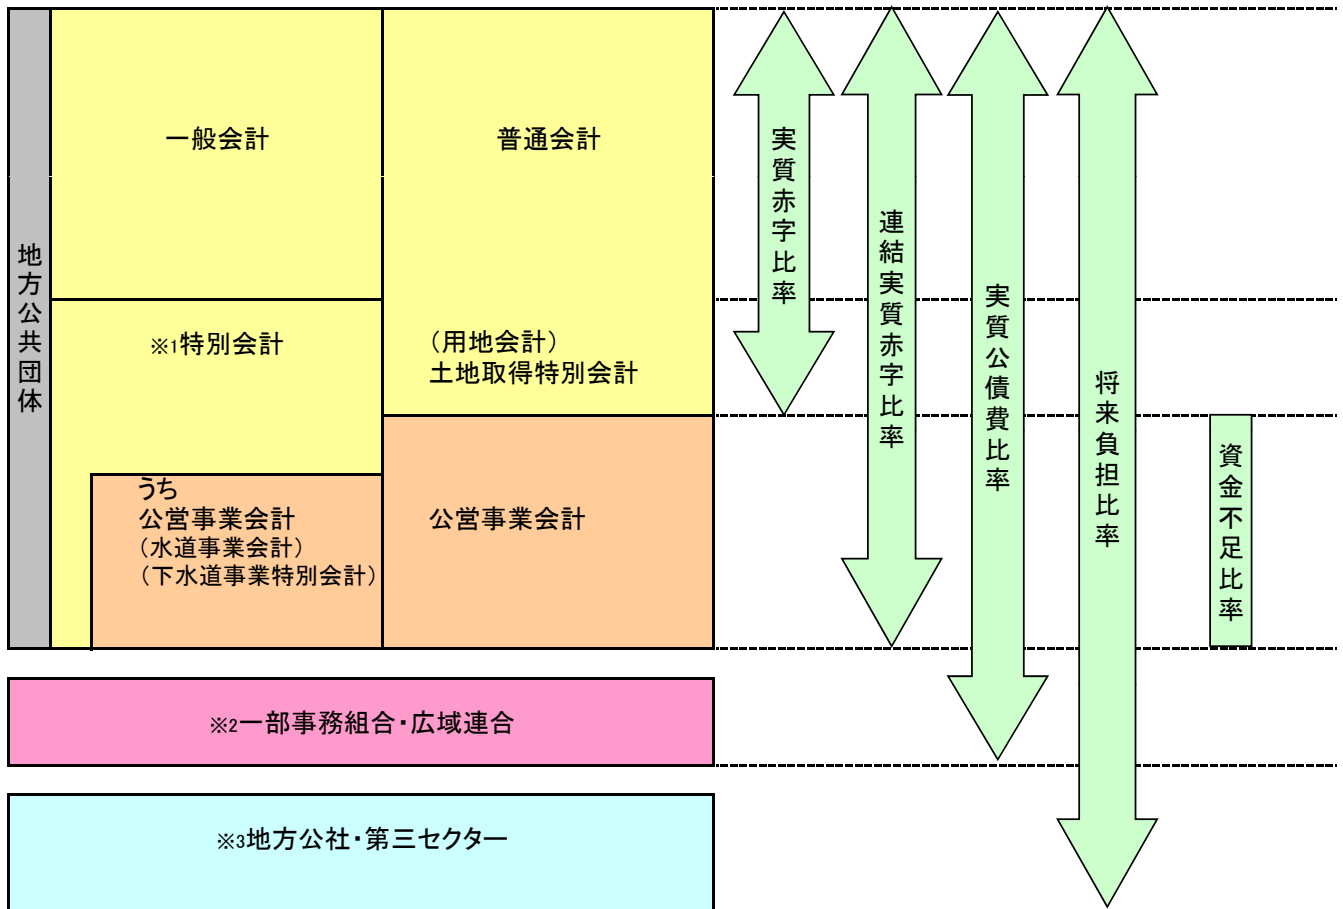 地方公共団体
一般会計
普通会計
※1特別会計
（用地会計）
土地取得特別会計
うち
公営事業会計
（水道事業会計）
（下水道事業特別会計）
公営事業会計
※2一部事務組合・広域連合
※3地方公社・第三セクター
実質赤字比率
連結実質赤字比率
実質公債費比率
将来負担比率
資金不足比率